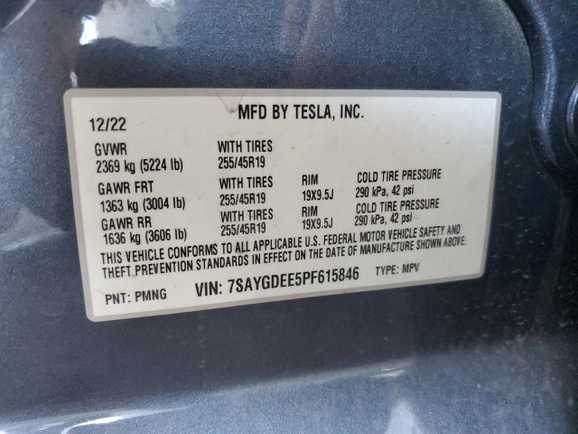 MFD BY TESLA, INC.
12/22
GVWR WITH TIRES
2369 kg (5224 lb) 255/45R19
GAWR FRT WITH TIRES RIM COLD TIRE PRESSURE
1363 kg (3004 lb) 255/45R19 19X9.5J 290 kPa, 42 psi
GAWR RR WITH TIRES RIM COLD TIRE PRESSURE
1636 kg (3606 lb) 255/45R19 19X9.5J 290 kPa, 42 psi
THIS VEHICLE CONFORMS TO ALL APPLICABLE U.S. FEDERAL MOTOR VEHICLE SAFETY AND
THEFT PREVENTION STANDARDS IN EFFECT ON THE DATE OF MANUFACTURE SHOWN ABOVE.
PNT: PMNG VIN: 7SAYGDEE5PF615846 TYPE: MPV